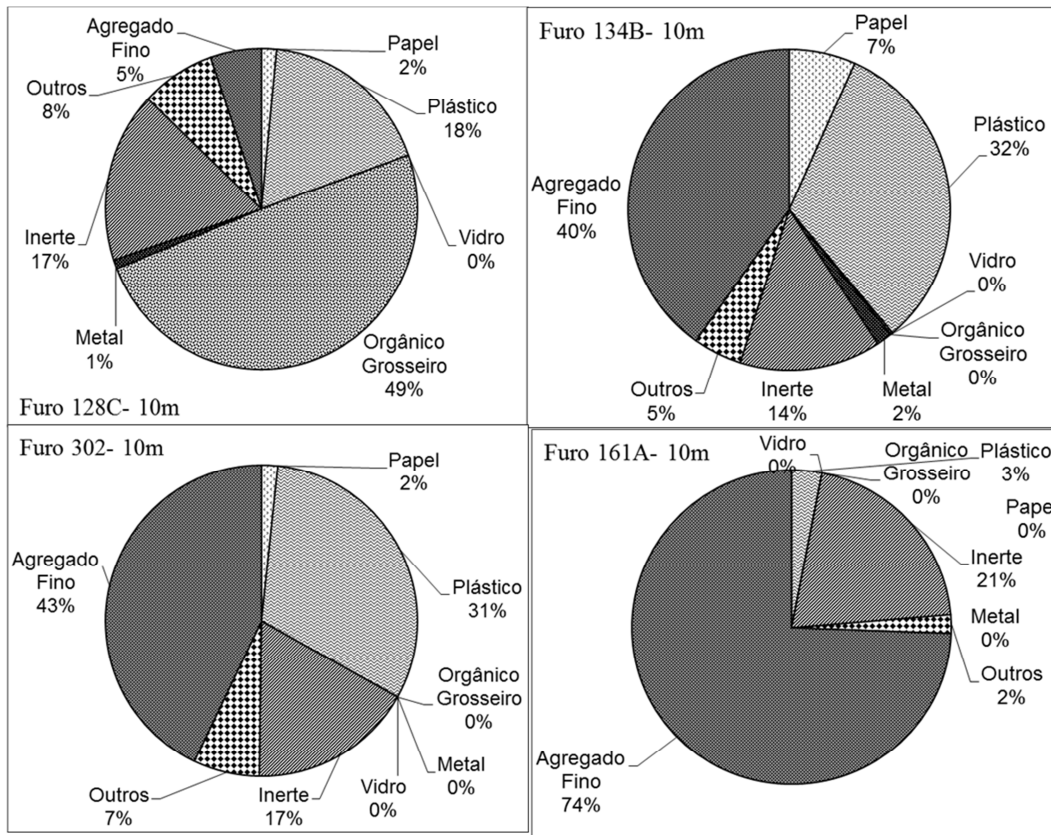 Agregado
Fino
5%
Papel
2%
Outros
8%
Plástico
18%
Vidro
0%
Inerte
17%
Metal
1%
Orgânico
Grosseiro
49%
Furo 128C- 10m
Furo 134B- 10m
Papel
7%
Plástico
32%
Agregado
Fino
40%
Vidro
0%
Orgânico
Grosseiro
0%
Outros
5%
Inerte
14%
Metal
2%
Furo 302- 10m
Papel
2%
Agregado
Fino
43%
Plástico
31%
Orgânico
Grosseiro
0%
Metal
0%
Vidro
0%
Outros
7%
Inerte
17%
Furo 161A- 10m
Vidro
0%
Orgânico
Grosseiro
0%
Plástico
3%
Papel
0%
Inerte
21%
Metal
0%
Outros
2%
Agregado
Fino
74%